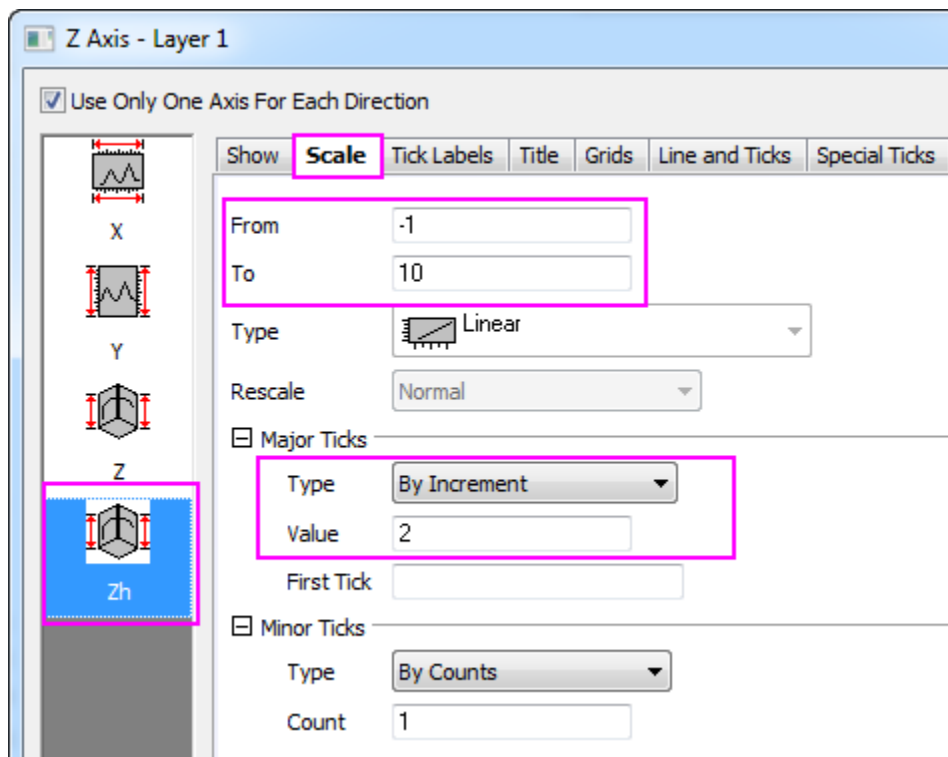 Z Axis - Layer 1
Use Only One Axis For Each Direction
Show Scale Tick Labels Title Grids Line and Ticks Special Ticks
X
Y
Z
Zh
From -1
To 10
Type Linear
Rescale Normal
Major Ticks
Type By Increment
Value 2
First Tick
Minor Ticks
Type By Counts
Count 1